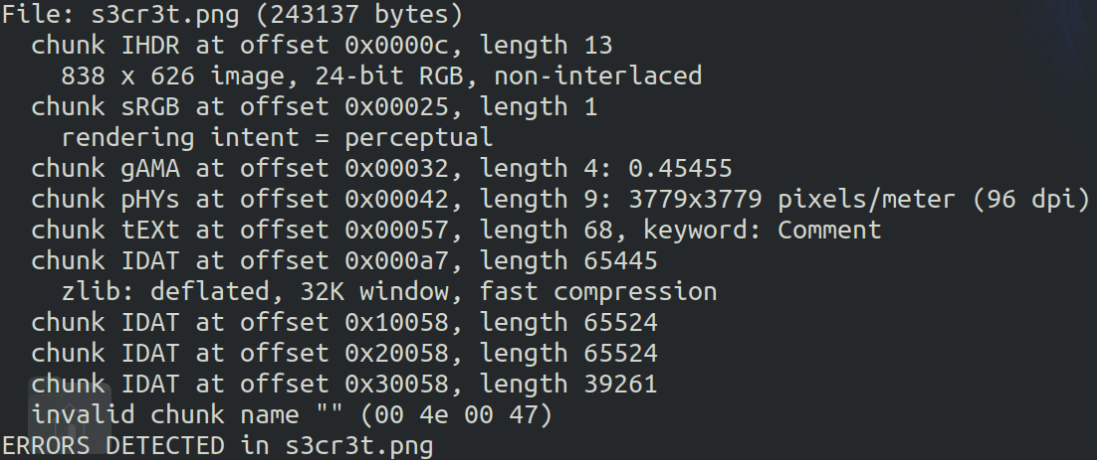 File: s3cr3t.png (243137 bytes)
chunk IHDR at offset 0x0000c, length 13
838 x 626 image, 24-bit RGB, non-interlaced
chunk sRGB at offset 0x00025, length 1
rendering intent = perceptual
chunk gAMA at offset 0x00032, length 4: 0.45455
chunk pHYs at offset 0x00042, length 9: 3779x3779 pixels/meter (96 dpi)
chunk tEXt at offset 0x00057, length 68, keyword: Comment
chunk IDAT at offset 0x000a7, length 65445
zlib: deflated, 32K window, fast compression
chunk IDAT at offset 0x10058, length 65524
chunk IDAT at offset 0x20058, length 65524
chunk IDAT at offset 0x30058, length 39261
invalid chunk name "" (00 4e 00 47)
ERRORS DETECTED in s3cr3t.png